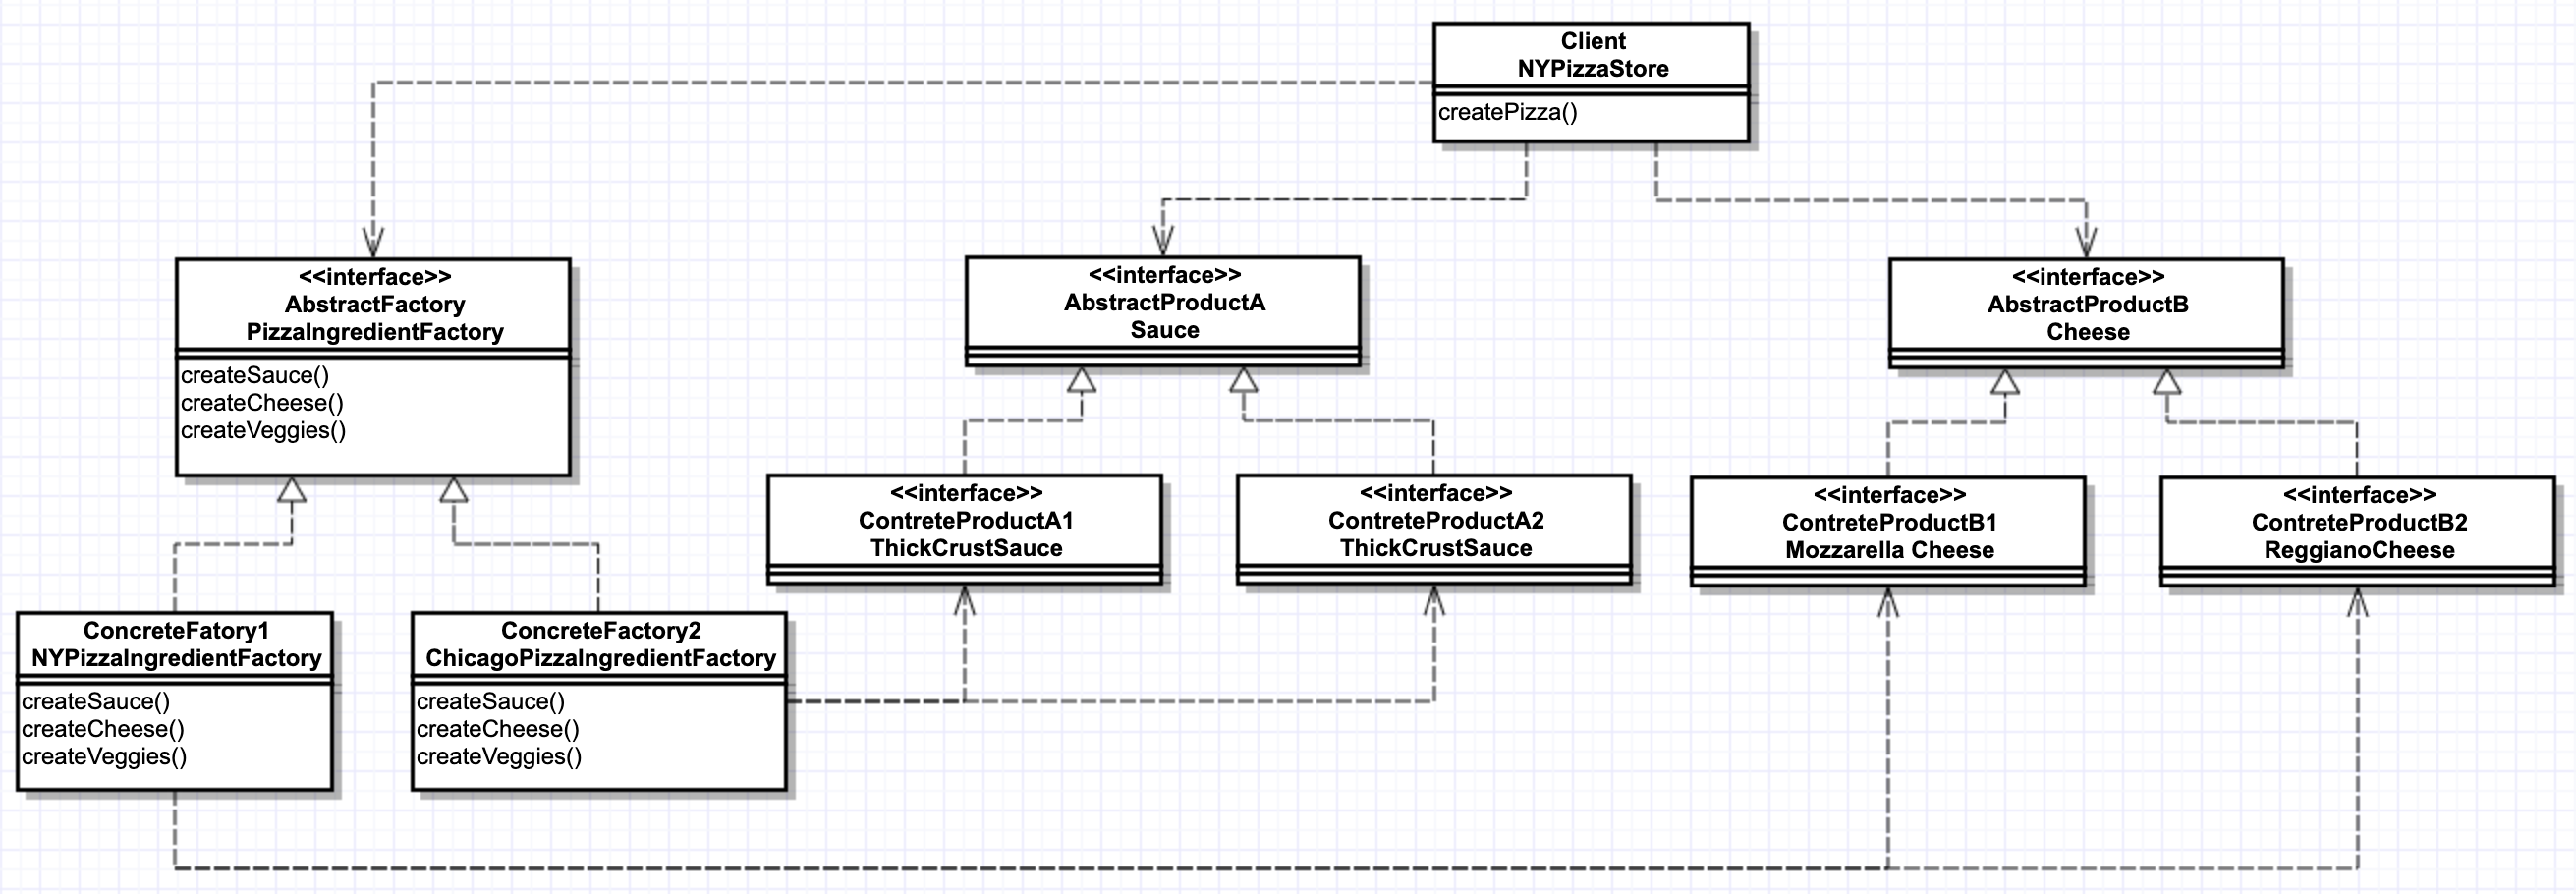 Client
NYPizzaStore
createPizza()
<<interface>>
AbstractFactory
PizzaIngredientFactory
createSauce()
createCheese()
createVeggies()
<<interface>>
AbstractProductA
Sauce
<<interface>>
AbstractProductB
Cheese
<<interface>>
ContreteProductA1
ThickCrustSauce
<<interface>>
ContreteProductA2
ThickCrustSauce
<<interface>>
ContreteProductB1
Mozzarella Cheese
<<interface>>
ContreteProductB2
ReggianoCheese
ConcreteFatory1
NYPizzaIngredientFactory
createSauce()
createCheese()
createVeggies()
ConcreteFactory2
ChicagoPizzaIngredientFactory
createSauce()
createCheese()
createVeggies()